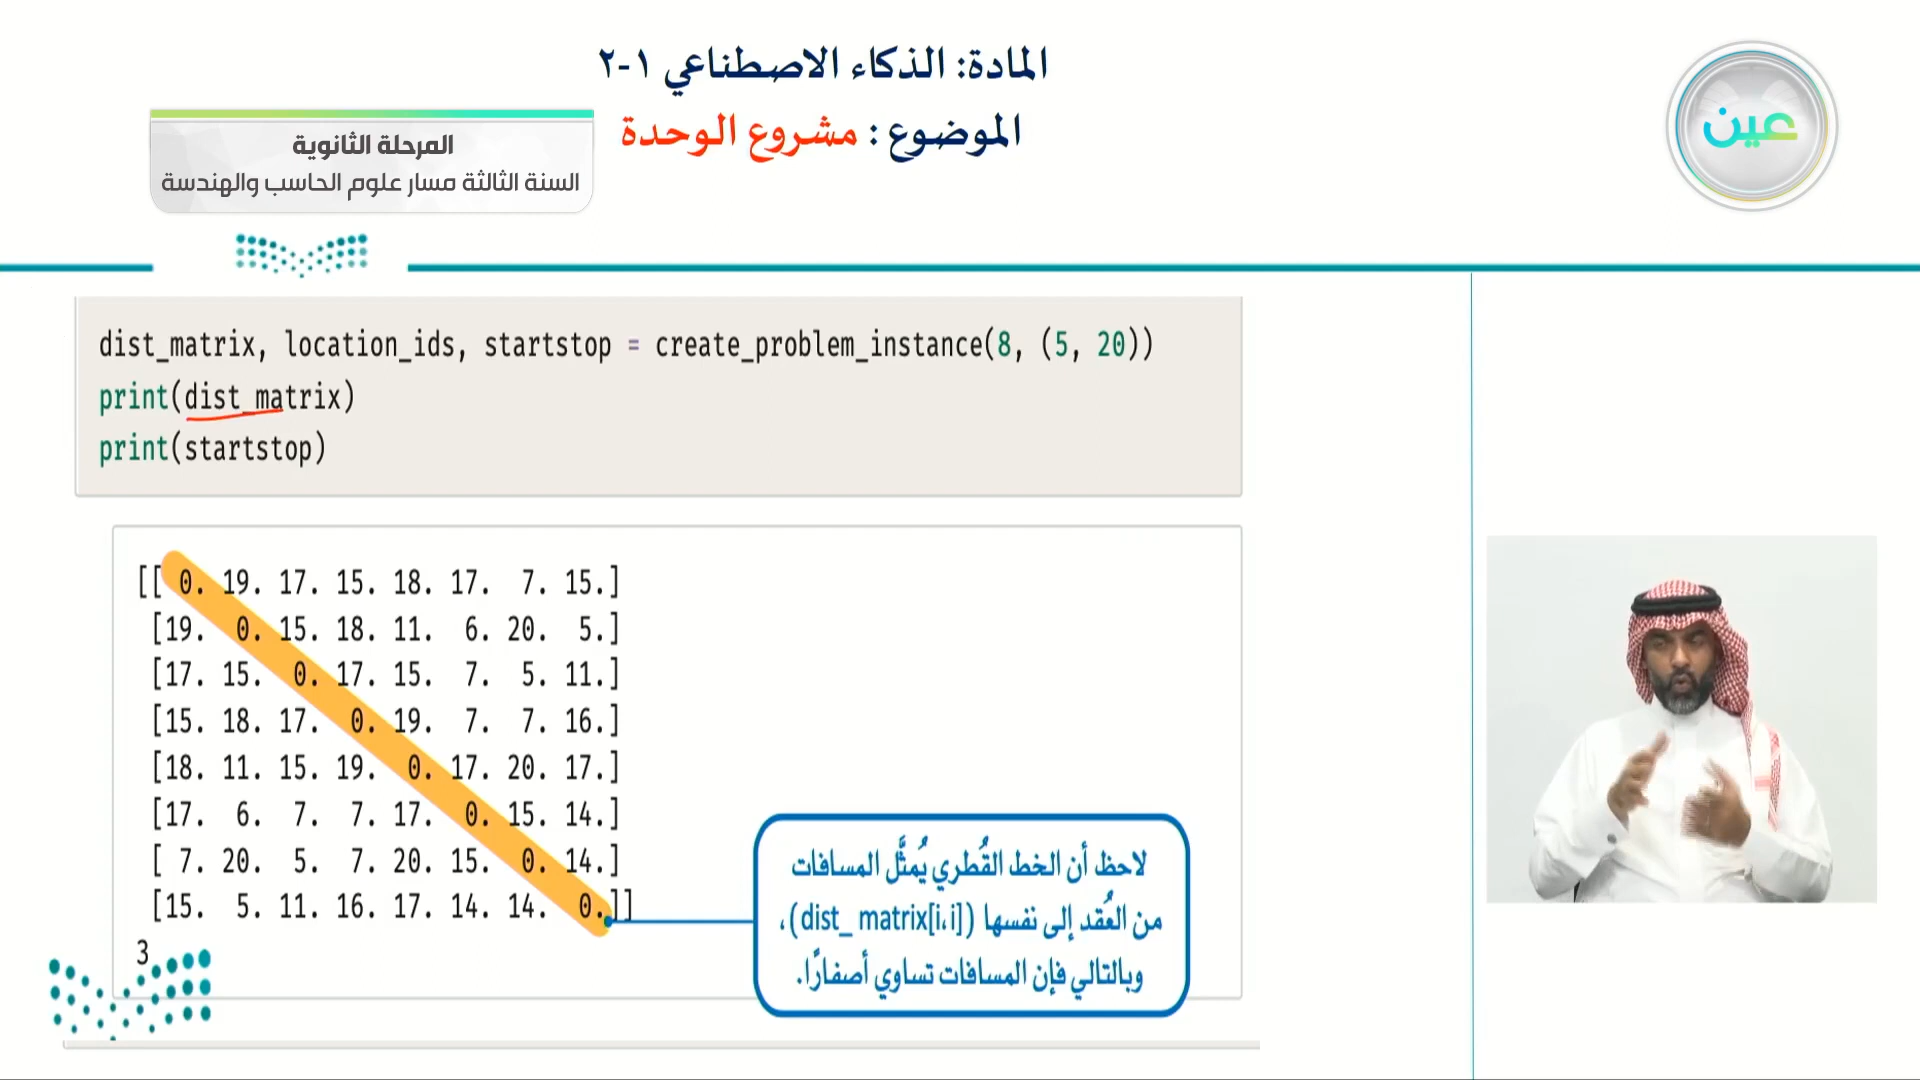 المادة: الذكاء الاصطناعي ١-٢
الموضوع : مشروع الوحدة
المرحلة الثانوية
السنة الثالثة مسار علوم الحاسب والهندسة
عين
dist_matrix, location_ids, startstop = create_problem_instance(8, (5, 20))
print(dist_matrix)
print(startstop)
[[ 0. 19. 17. 15. 18. 17.  7. 15.]
[19.  0. 15. 18. 11.  6. 20.  5.]
[17. 15.  0. 17. 15.  7.  5. 11.]
[15. 18. 17.  0. 19.  7.  7. 16.]
[18. 11. 15. 19.  0. 17. 20. 17.]
[17.  6.  7.  7. 17.  0. 15. 14.]
[ 7. 20.  5.  7. 20. 15.  0. 14.]
[15.  5. 11. 16. 17. 14. 14.  0.]]
3
لاحظ أن الخط القُطري يُمثَّل المسافات
من العُقد إلى نفسها (dist_ matrix[i،i])،
وبالتالي فإن المسافات تساوي أصفارًا.